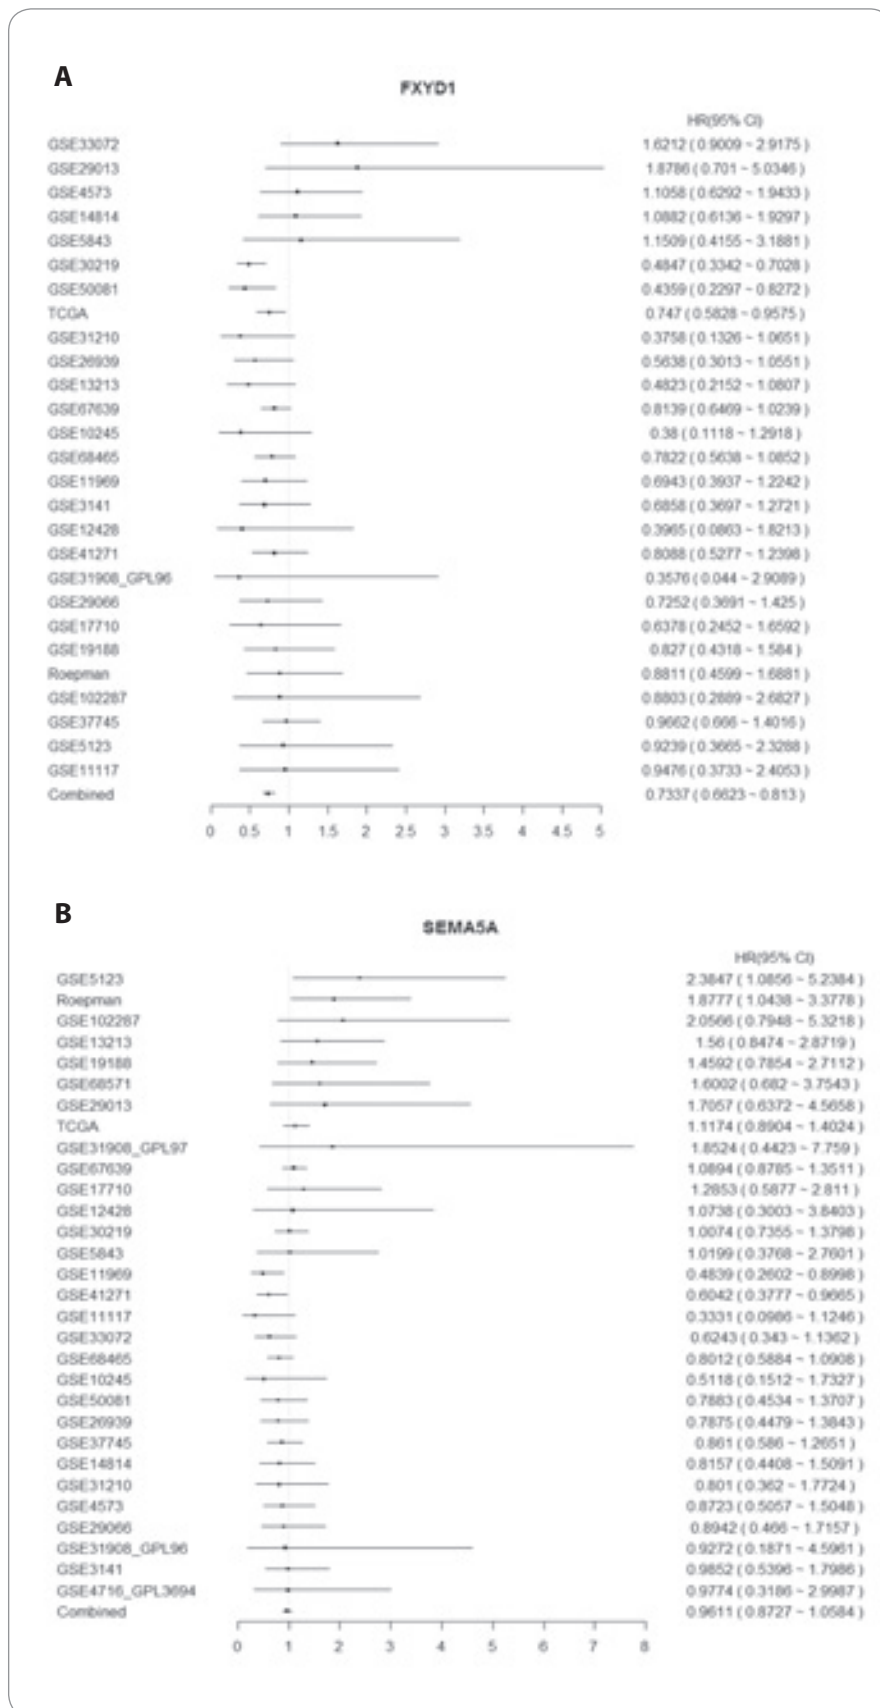 A
FXYD1
HR(95% CI)
GSE33072 1.6212 ( 0.9009 ~ 2.9175 )
GSE29013 1.8786 ( 0.701 ~ 5.0346 )
GSE4573 1.1058 ( 0.6292 ~ 1.9433 )
GSE14814 1.0882 ( 0.6136 ~ 1.9297 )
GSE5843 1.1509 ( 0.4155 ~ 3.1881 )
GSE30219 0.4847 ( 0.3342 ~ 0.7028 )
GSE50081 0.4359 ( 0.2297 ~ 0.8272 )
TCGA 0.747 ( 0.5828 ~ 0.9575 )
GSE31210 0.3758 ( 0.1326 ~ 1.0651 )
GSE26939 0.5638 ( 0.3013 ~ 1.0551 )
GSE13213 0.4823 ( 0.2152 ~ 1.0807 )
GSE67639 0.8139 ( 0.6469 ~ 1.0239 )
GSE10245 0.38 ( 0.1118 ~ 1.2918 )
GSE68465 0.7822 ( 0.5638 ~ 1.0852 )
GSE11969 0.6943 ( 0.3937 ~ 1.2242 )
GSE3141 0.6858 ( 0.3697 ~ 1.2721 )
GSE12428 0.3965 ( 0.0863 ~ 1.8213 )
GSE41271 0.8088 ( 0.5277 ~ 1.2398 )
GSE31908_GPL96 0.3576 ( 0.044 ~ 2.9089 )
GSE29066 0.7252 ( 0.3691 ~ 1.425 )
GSE17710 0.6378 ( 0.2452 ~ 1.6592 )
GSE19188 0.827 ( 0.4318 ~ 1.584 )
Roepman 0.8811 ( 0.4599 ~ 1.6881 )
GSE102287 0.8803 ( 0.2889 ~ 2.6827 )
GSE37745 0.9662 ( 0.666 ~ 1.4016 )
GSE5123 0.9239 ( 0.3665 ~ 2.3288 )
GSE11117 0.9476 ( 0.3733 ~ 2.4053 )
Combined 0.7337 ( 0.6623 ~ 0.813 )
0 0.5 1 1.5 2 2.5 3 3.5 4 4.5 5
B
SEMA5A
HR(95% CI)
GSE5123 2.3847 ( 1.0856 ~ 5.2384 )
Roepman 1.8777 ( 1.0438 ~ 3.3778 )
GSE102287 2.0566 ( 0.7948 ~ 5.3218 )
GSE13213 1.56 ( 0.8474 ~ 2.8719 )
GSE19188 1.4592 ( 0.7854 ~ 2.7112 )
GSE68571 1.6002 ( 0.682 ~ 3.7543 )
GSE29013 1.7057 ( 0.6372 ~ 4.5658 )
TCGA 1.1174 ( 0.8904 ~ 1.4024 )
GSE31908_GPL97 1.8524 ( 0.4423 ~ 7.759 )
GSE67639 1.0894 ( 0.8785 ~ 1.3511 )
GSE17710 1.2853 ( 0.5877 ~ 2.811 )
GSE12428 1.0738 ( 0.3003 ~ 3.8403 )
GSE30219 1.0074 ( 0.7355 ~ 1.3798 )
GSE5843 1.0199 ( 0.3768 ~ 2.7601 )
GSE11969 0.4839 ( 0.2602 ~ 0.8998 )
GSE41271 0.6042 ( 0.3777 ~ 0.9665 )
GSE11117 0.3331 ( 0.0986 ~ 1.1246 )
GSE33072 0.6243 ( 0.343 ~ 1.1362 )
GSE68465 0.8012 ( 0.5884 ~ 1.0908 )
GSE10245 0.5118 ( 0.1512 ~ 1.7327 )
GSE50081 0.7883 ( 0.4534 ~ 1.3707 )
GSE26939 0.7875 ( 0.4479 ~ 1.3843 )
GSE37745 0.861 ( 0.586 ~ 1.2651 )
GSE14814 0.8157 ( 0.4408 ~ 1.5091 )
GSE31210 0.801 ( 0.362 ~ 1.7724 )
GSE4573 0.8723 ( 0.5057 ~ 1.5048 )
GSE29066 0.8942 ( 0.466 ~ 1.7157 )
GSE31908_GPL96 0.9272 ( 0.1871 ~ 4.5961 )
GSE3141 0.9852 ( 0.5396 ~ 1.7986 )
GSE4716_GPL3694 0.9774 ( 0.3186 ~ 2.9987 )
Combined 0.9611 ( 0.8727 ~ 1.0584 )
0 1 2 3 4 5 6 7 8